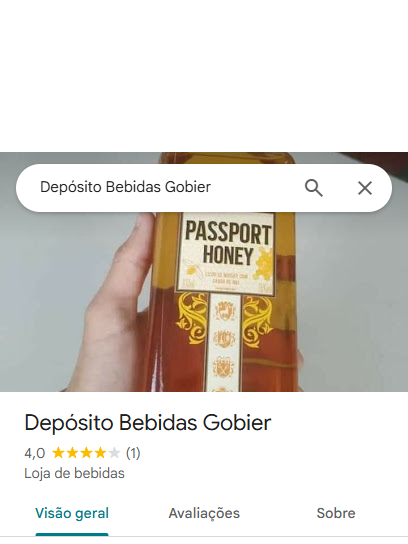 Depósito Bebidas Gobier
PASSPORT
HONEY
Depósito Bebidas Gobier
4,0 (1)
Loja de bebidas
Visão geral Avaliações Sobre